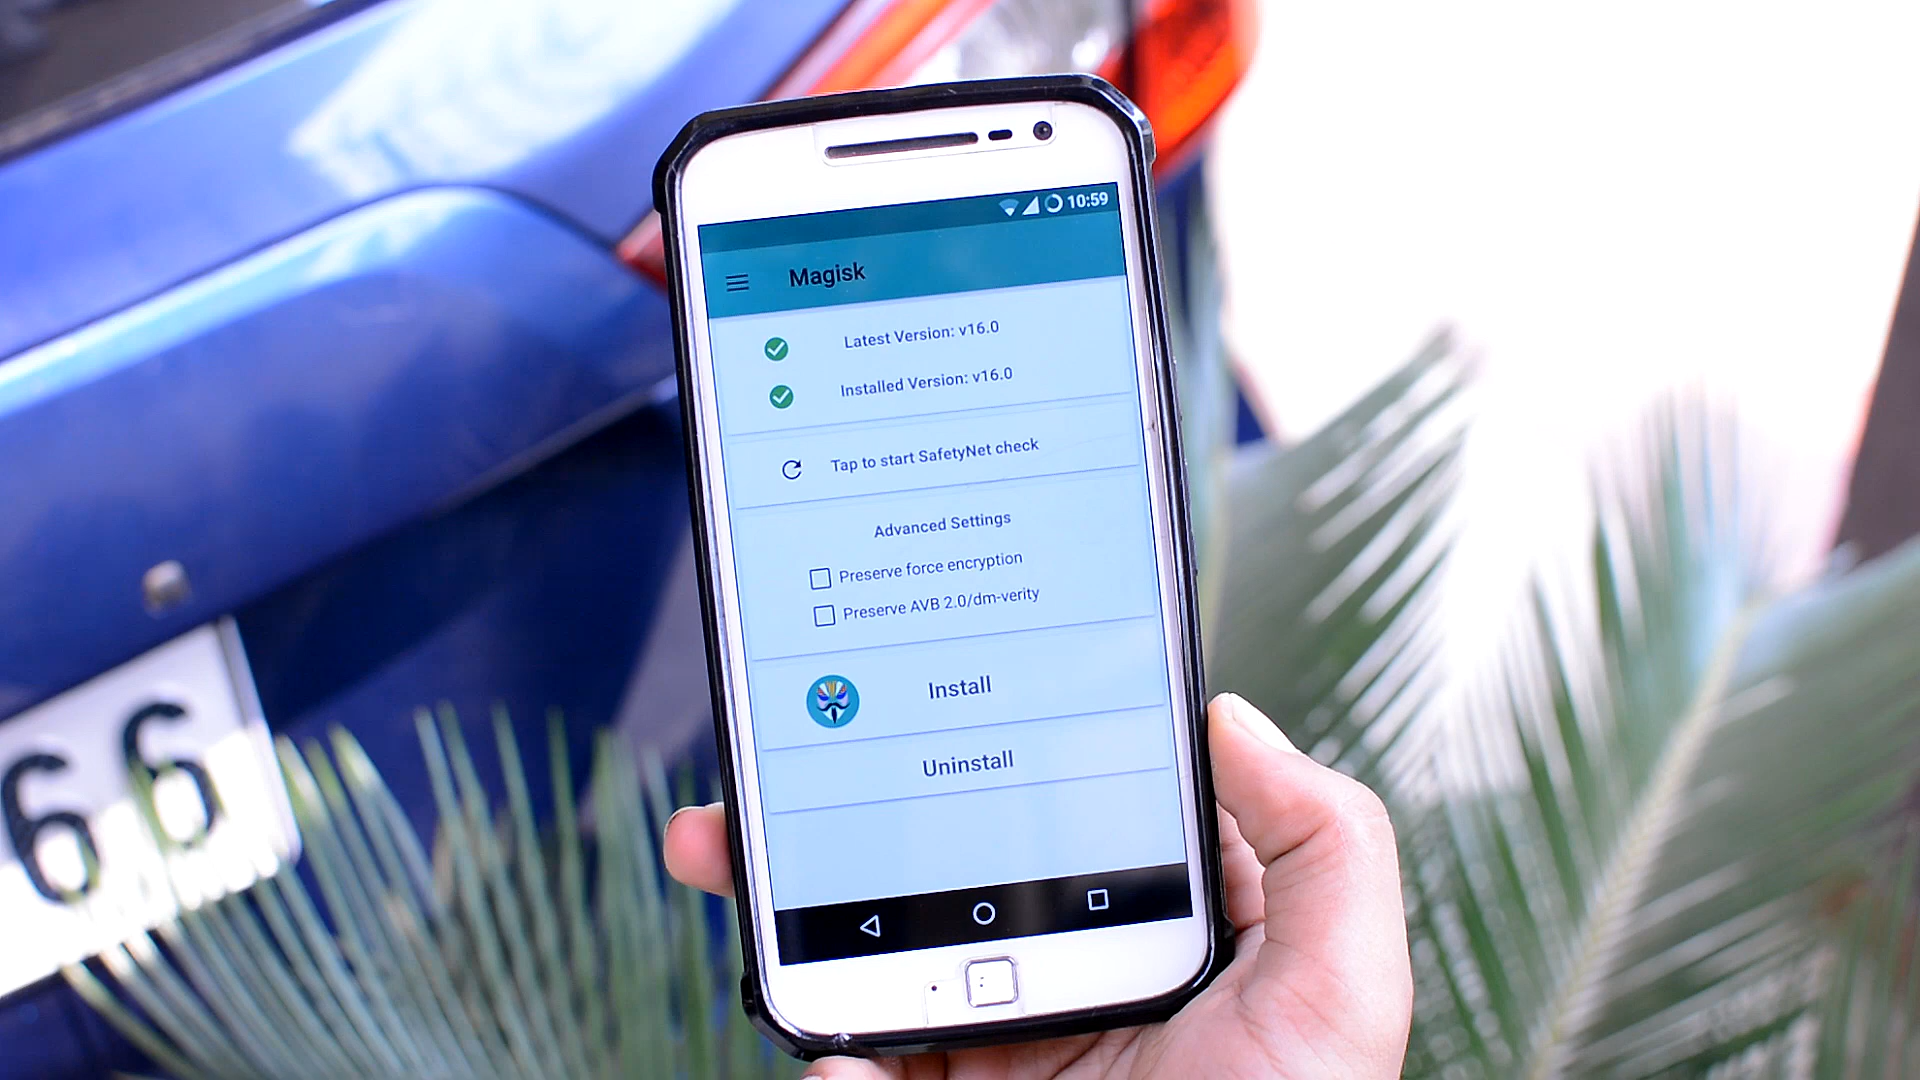 10:59
Magisk
Latest Version: v16.0
Installed Version: v16.0
Tap to start SafetyNet check
Advanced Settings
Preserve force encryption
Preserve AVB 2.0/dm-verity
Install
Uninstall
66